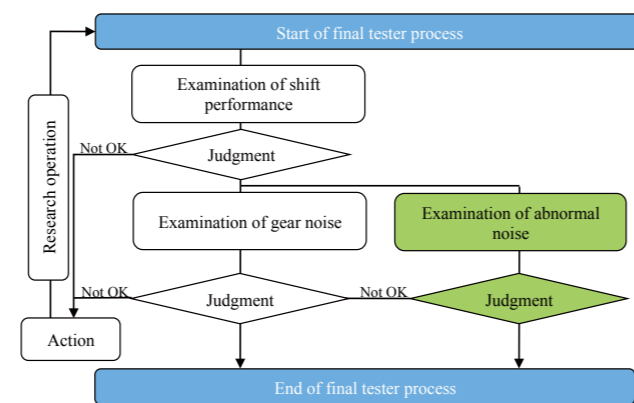 Start of final tester process
Examination of shift
performance
Not OK
Judgment
Research operation
Examination of gear noise
Examination of abnormal
noise
Not OK
Judgment
Not OK
Judgment
Action
End of final tester process